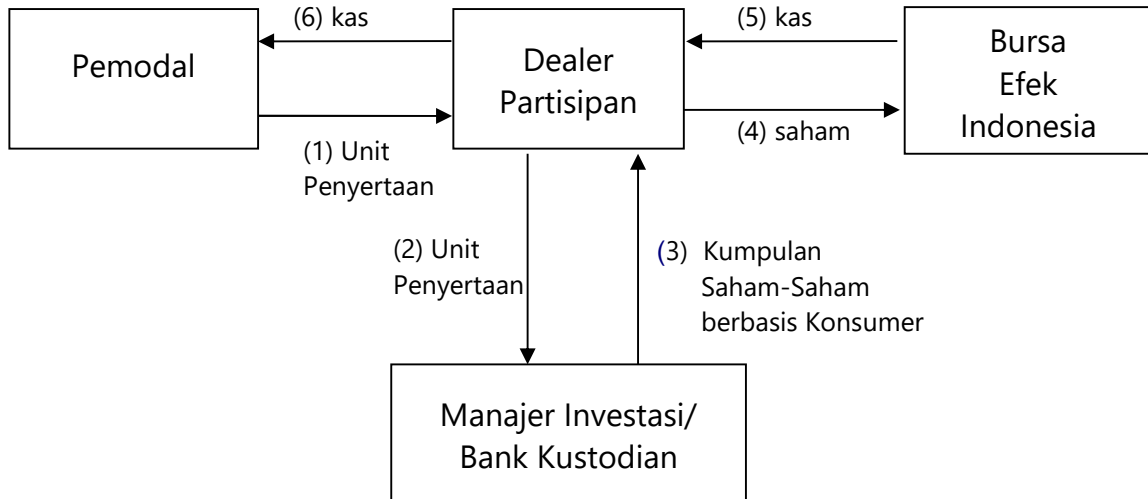 (6) kas
(5) kas
Pemodal
Dealer
Partisipan
Bursa
Efek
Indonesia
(1) Unit
Penyertaan
(4) saham
(2) Unit
Penyertaan
(3) Kumpulan
Saham-Saham
berbasis Konsumer
Manajer Investasi/
Bank Kustodian